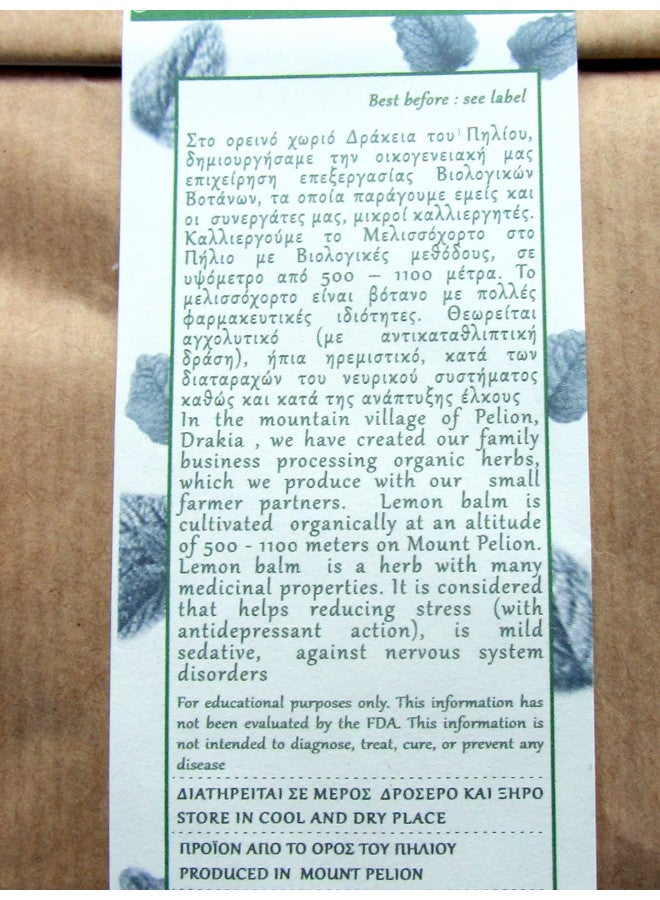 Best before : see label
Στο ορεινό χωριό Δράκεια του Πηλίου,
δημιουργήσαμε την οικογενειακή μας
επιχείρηση επεξεργασίας Βιολογικών
Βοτάνων, τα οποία παράγουμε εμείς και
οι συνεργάτες μας, μικροί καλλιεργητές.
Καλλιεργούμε το Μελισσόχορτο στο
Πήλιο με Βιολογικές μεθόδους, σε
υψόμετρο από 500 – 1100 μέτρα. Το
μελισσόχορτο είναι βότανο με πολλές
φαρμακευτικές ιδιότητες. Θεωρείται
αγχολυτικό (με αντικαταθλιπτική
δράση), ήπια ηρεμιστικό, κατά των
διαταραχών του νευρικού συστήματος
καθώς και κατά της ανάπτυξης έλκους
In the mountain village of Pelion,
Drakia , we have created our family
business processing organic herbs,
which we produce with our small
farmer partners. Lemon balm is
cultivated organically at an altitude
of 500 - 1100 meters on Mount Pelion.
Lemon balm is a herb with many
medicinal properties. It is considered
that helps reducing stress (with
antidepressant action), is mild
sedative, against nervous system
disorders
For educational purposes only. This information has
not been evaluated by the FDA. This information is
not intended to diagnose, treat, cure, or prevent any
disease
ΔΙΑΤΗΡΕΙΤΑΙ ΣΕ ΜΕΡΟΣ ΔΡΟΣΕΡΟ ΚΑΙ ΞΗΡΟ
STORE IN COOL AND DRY PLACE
ΠΡΟΪΟΝ ΑΠΟ ΤΟ ΟΡΟΣ ΤΟΥ ΠΗΛΙΟΥ
PRODUCED IN MOUNT PELION